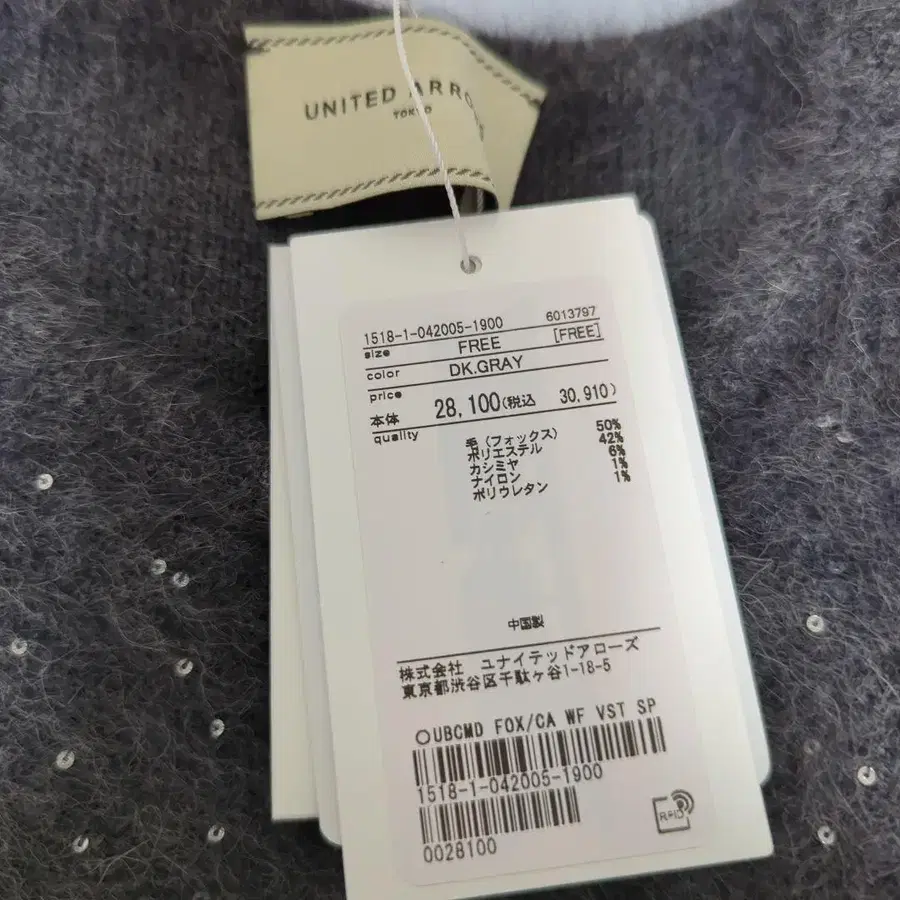 UNITED ARRO
TOKYO
1518-1-042005-1900 6013797
size FREE [FREE]
color DK.GRAY
price
本体 28,100(税込 30,910)
quality
毛(フォックス) 50%
ポリエステル 42%
カシミヤ 6%
ナイロン 1%
ポリウレタン 1%
中国製
株式会社 ユナイテッドアローズ
東京都渋谷区千駄ヶ谷1-18-5
○UBCMD FOX/CA WF VST SP
1518-1-042005-1900
0028100
RFID